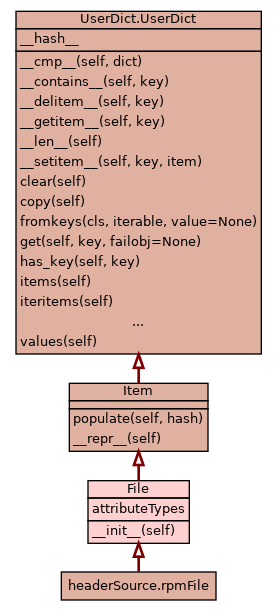 UserDict.UserDict
__hash__
__cmp__(self, dict)
__contains__(self, key)
__delitem__(self, key)
__getitem__(self, key)
__len__(self)
__setitem__(self, key, item)
clear(self)
copy(self)
fromkeys(cls, iterable, value=None)
get(self, key, failobj=None)
has_key(self, key)
items(self)
iteritems(self)
...
values(self)
Item
populate(self, hash)
__repr__(self)
File
attributeTypes
__init__(self)
headerSource.rpmFile